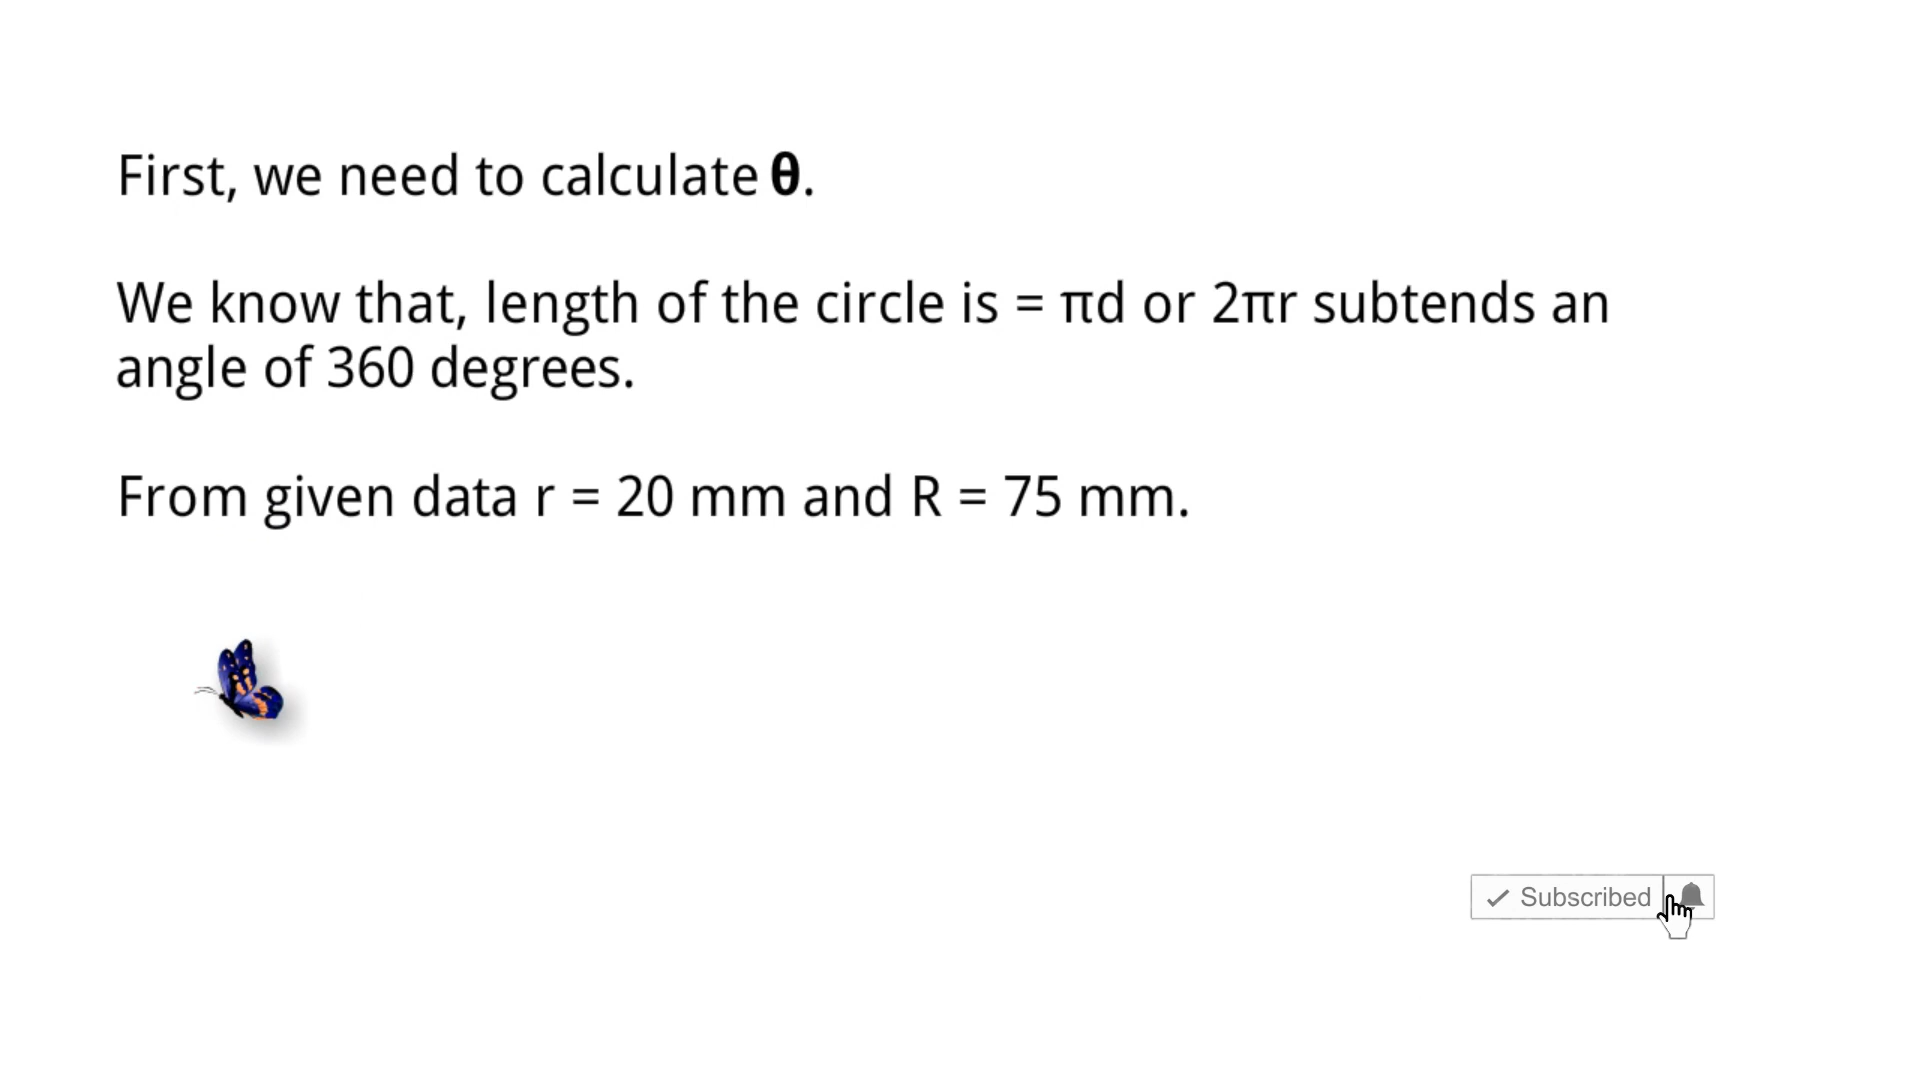 First, we need to calculate θ.
We know that, length of the circle is = πd or 2πr subtends an
angle of 360 degrees.
From given data r = 20 mm and R = 75 mm.
Subscribed